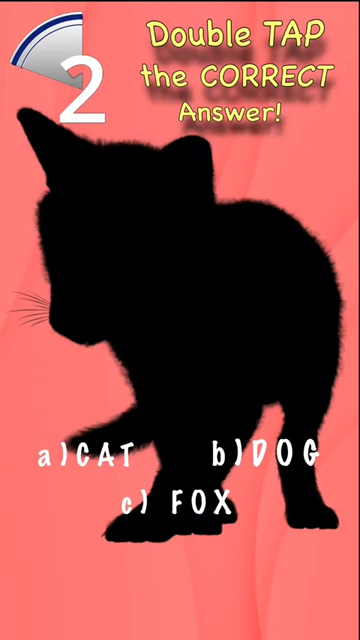 2
Double TAP
the CORRECT
Answer!
a) CAT b) DOG
c) FOX